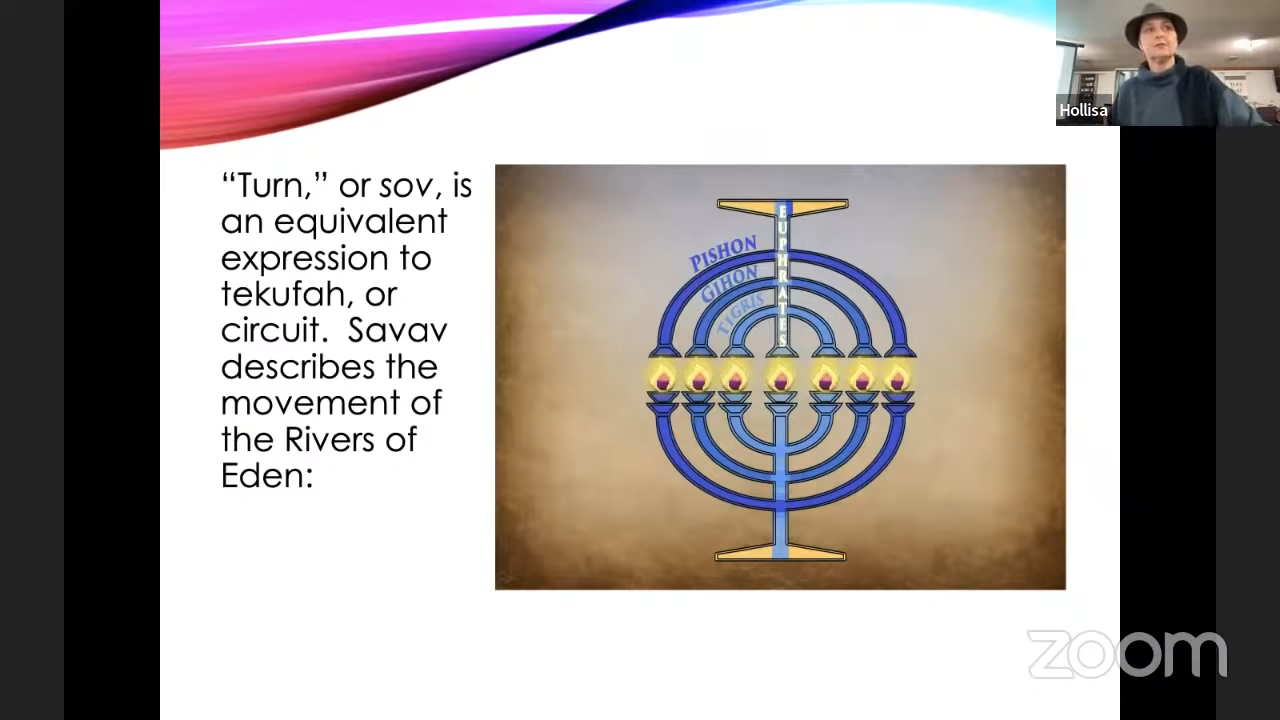 Hollisa
“Turn,” or sov, is
an equivalent
expression to
tekufah, or
circuit.  Savav
describes the
movement of
the Rivers of
Eden:
PISHON
GIHON
TIGRIS
EUPHRATES
zoom